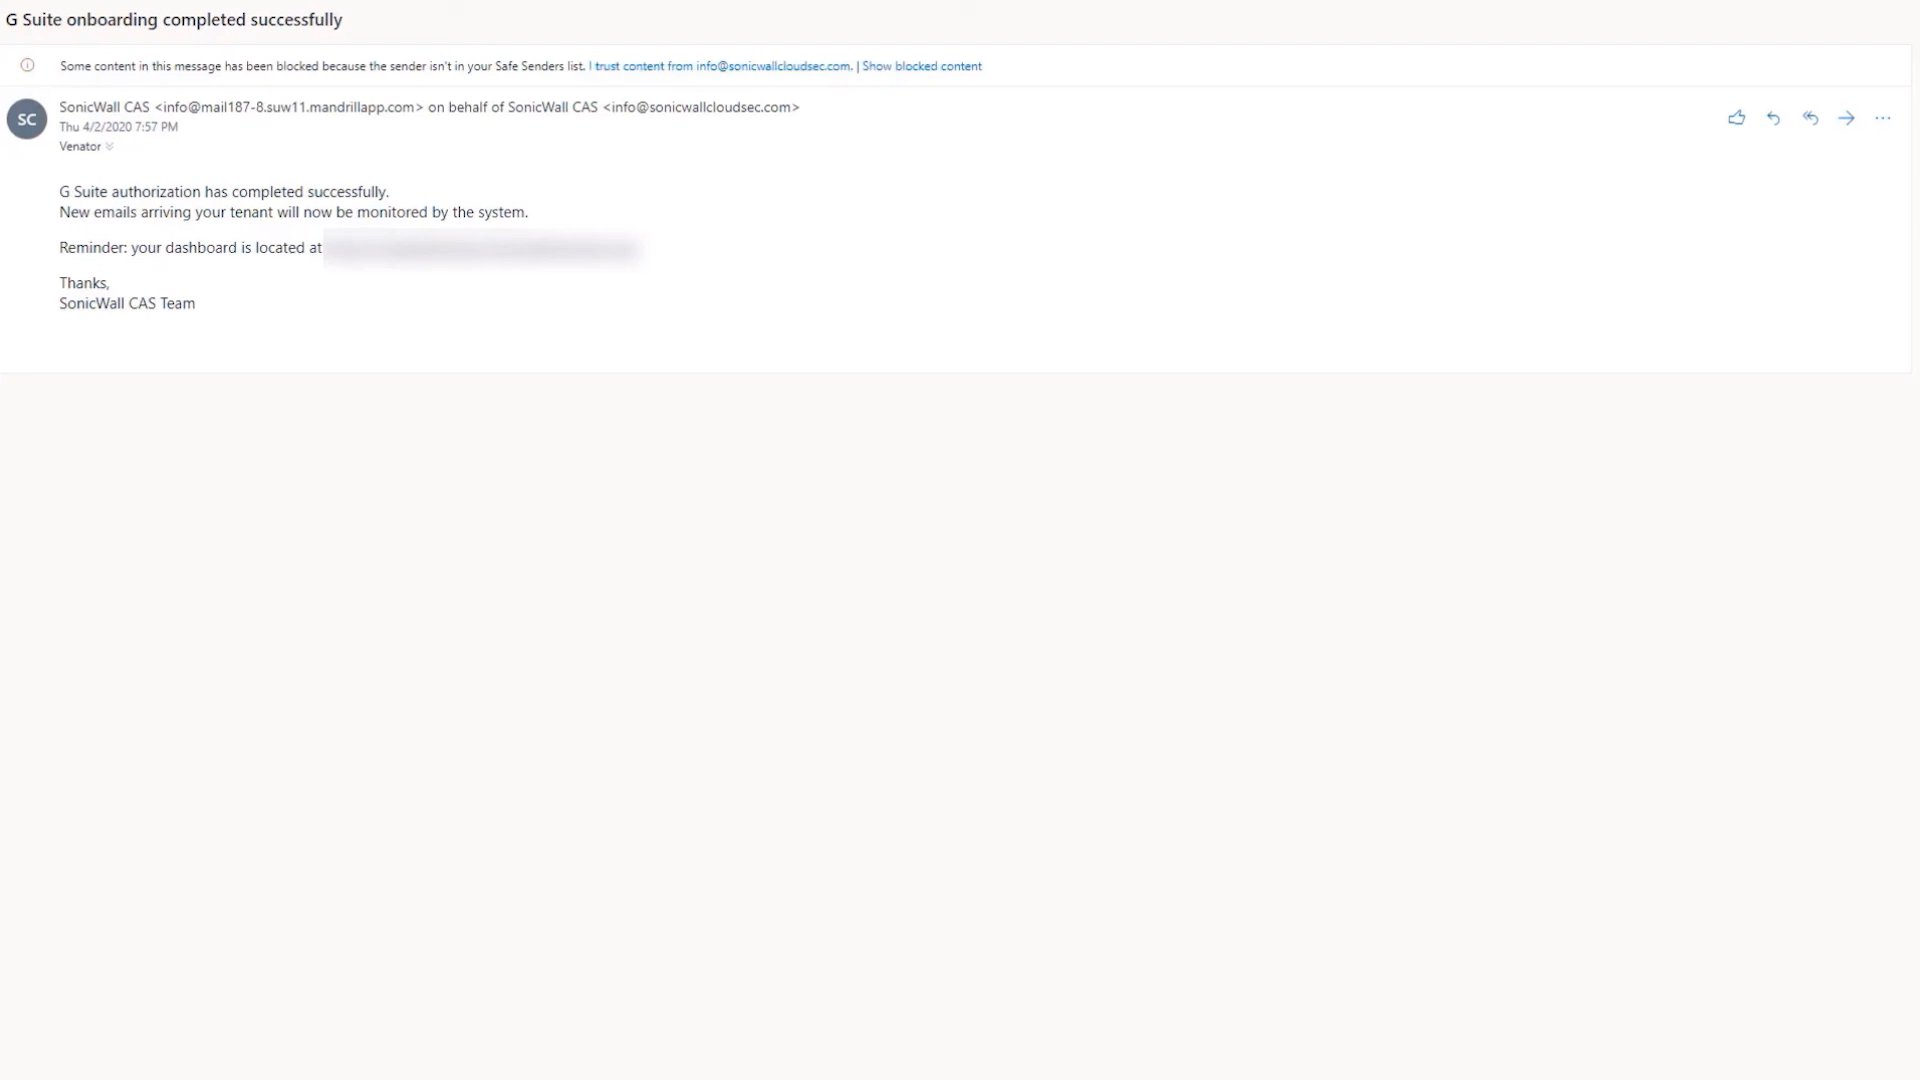 G Suite onboarding completed successfully
Some content in this message has been blocked because the sender isn't in your Safe Senders list. I trust content from info@sonicwallcloudsec.com. | Show blocked content
SC
SonicWall CAS <info@mail187-8.suw11.mandrillapp.com> on behalf of SonicWall CAS <info@sonicwallcloudsec.com>
Thu 4/2/2020 7:57 PM
Venator
G Suite authorization has completed successfully.
New emails arriving your tenant will now be monitored by the system.
Reminder: your dashboard is located at
Thanks,
SonicWall CAS Team